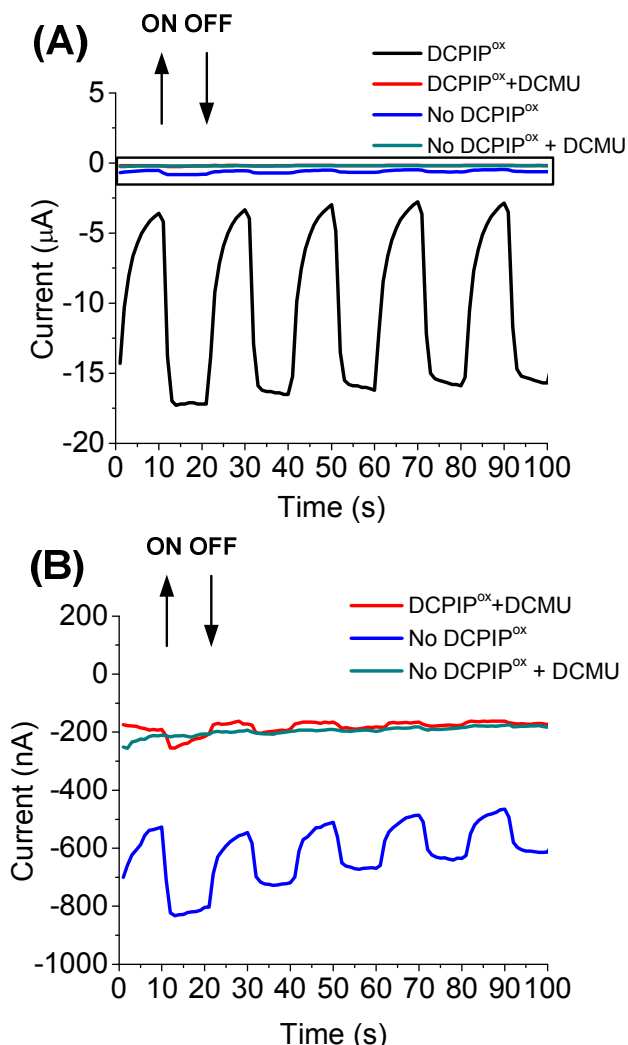 (A)
ON OFF
DCPIP^ox
DCPIP^ox+DCMU
No DCPIP^ox
No DCPIP^ox + DCMU
5
0
-5
-10
-15
-20
Current (μA)
0 10 20 30 40 50 60 70 80 90 100
Time (s)
(B)
ON OFF
DCPIP^ox+DCMU
No DCPIP^ox
No DCPIP^ox + DCMU
200
0
-200
-400
-600
-800
-1000
Current (nA)
0 10 20 30 40 50 60 70 80 90 100
Time (s)